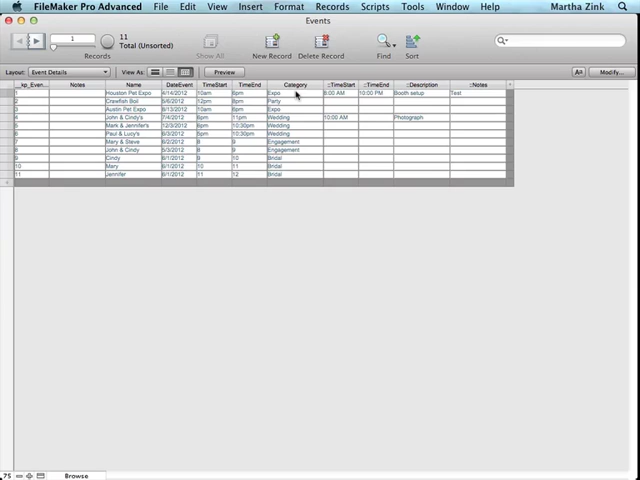 FileMaker Pro Advanced File Edit View Insert Format Records Scripts Tools Window Help Martha Zink
Events
1 11
Total (Unsorted)
Records Show All New Record Delete Record Find Sort
Layout: Event Details View As: Preview Aa Modify...
__kp_Even... Notes Name DateEvent TimeStart TimeEnd Category ::TimeStart ::TimeEnd ::Description ::Notes +
1 Houston Pet Expo 4/14/2012 10am 6pm Expo 8:00 AM 10:00 PM Booth setup Test
2 Crawfish Boil 5/6/2012 12pm 8pm Party
3 Austin Pet Expo 8/13/2012 10am 6pm Expo
4 John & Cindy's 7/4/2012 6pm 11pm Wedding 10:00 AM Photograph
5 Mark & Jennifer's 12/3/2012 6pm 10:30pm Wedding
6 Paul & Lucy's 6/3/2012 5pm 10:30pm Wedding
7 Mary & Steve 6/2/2012 8 9 Engagement
8 John & Cindy 5/3/2012 8 9 Engagement
9 Cindy 6/1/2012 9 10 Bridal
10 Mary 6/1/2012 10 11 Bridal
11 Jennifer 6/1/2012 11 12 Bridal
75 Browse